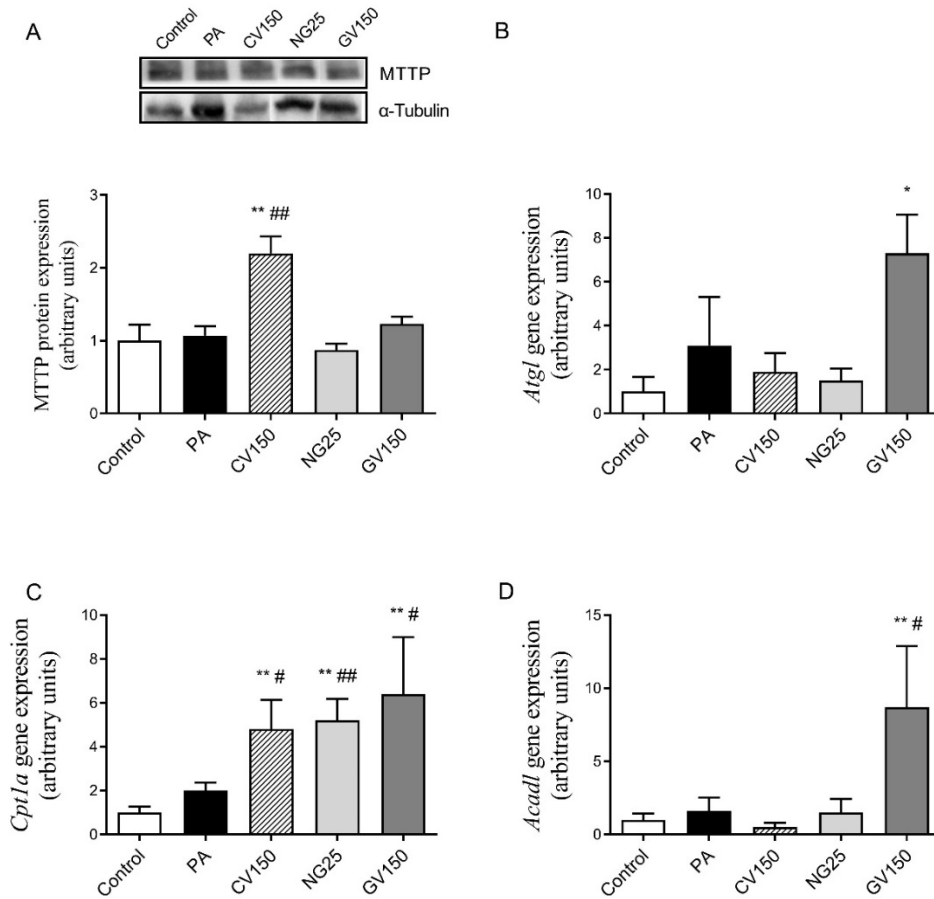 A
Control
PA
CV150
NG25
GV150
MTTP
α-Tubulin
MTTP protein expression
(arbitrary units)
3
2
1
0
** ##
Control
PA
CV150
NG25
GV150
B
Atgl gene expression
(arbitrary units)
10
8
6
4
2
0
*
Control
PA
CV150
NG25
GV150
C
Cpt1a gene expression
(arbitrary units)
10
8
6
4
2
0
** #
** ##
** #
Control
PA
CV150
NG25
GV150
D
Acadl gene expression
(arbitrary units)
15
10
5
0
** #
Control
PA
CV150
NG25
GV150